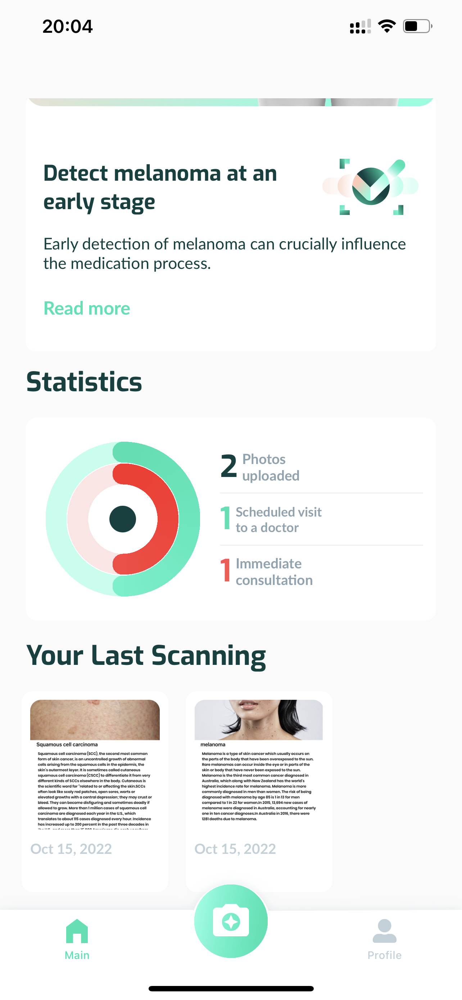 20:04
Detect melanoma at an
early stage
Early detection of melanoma can crucially influence
the medication process.
Read more
Statistics
2 Photos
uploaded
1 Scheduled visit
to a doctor
1 Immediate
consultation
Your Last Scanning
Squamous cell carcinoma
Squamous cell carcinoma (SCC), the second most common
form of skin cancer, is an uncontrolled growth of abnormal
cells arising from the squamous cells in the epidermis, the
skin's outermost layer. It is sometimes called cutaneous
squamous cell carcinoma (CSCC) to differentiate it from very
different kinds of SCCs elsewhere in the body. Cutaneous is
the scientific word for "related to or affecting the skin.SCCs
often look like scaly red patches, open sores, warts or
elevated growths with a central depression; they may crust or
bleed. They can become disfiguring and sometimes deadly if
allowed to grow. More than 1 million cases of squamous cell
carcinoma are diagnosed each year in the U.S., which
translates to about 115 cases diagnosed every hour. Incidence
has increased up to 200 percent in the past three decades in
Oct 15, 2022
melanoma
Melanoma is a type of skin cancer which usually occurs on
the parts of the body that have been overexposed to the sun.
Rare melanomas can occur inside the eye or in parts of the
skin or body that have never been exposed to the sun.
Melanoma is the third most common cancer diagnosed in
Australia, which along with New Zealand has the world's
highest incidence rate for melanoma. Melanoma is more
commonly diagnosed in men than women. The risk of being
diagnosed with melanoma by age 85 is 1 in 13 for men
compared to 1 in 22 for women.In 2015, 13,694 new cases of
melanoma were diagnosed in Australia, accounting for nearly
one in ten cancer diagnoses.In Australia in 2016, there were
1281 deaths due to melanoma.
Oct 15, 2022
Main
Profile